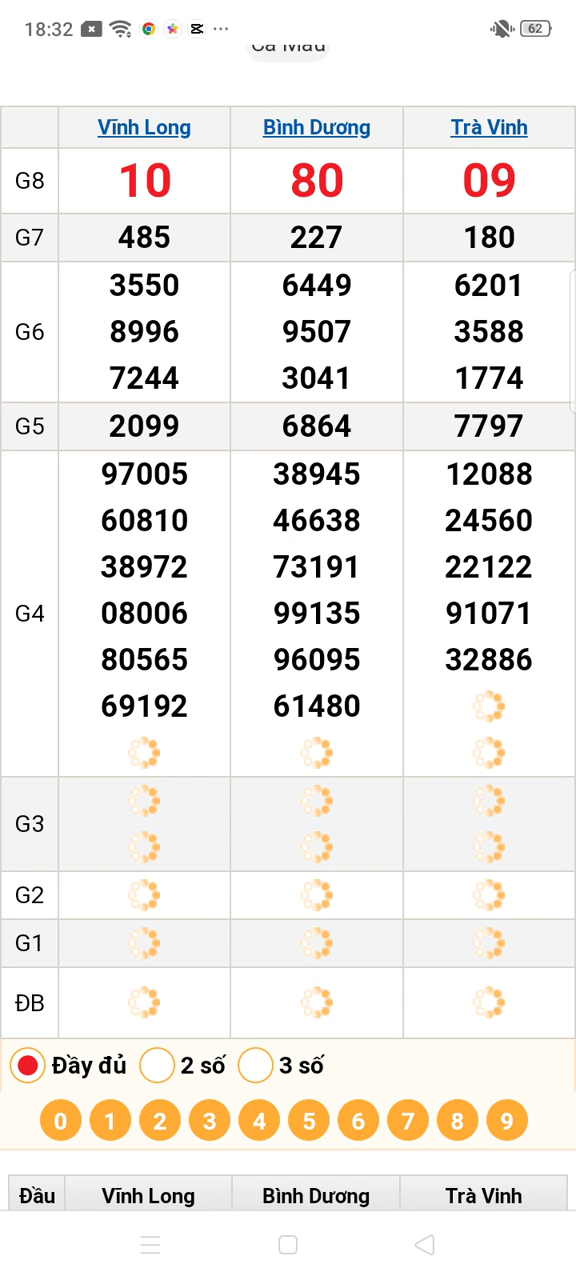 18:32 62
Cà Mau
Vĩnh Long Bình Dương Trà Vinh
G8 10 80 09
G7 485 227 180
G6 3550 6449 6201
8996 9507 3588
7244 3041 1774
G5 2099 6864 7797
G4 97005 38945 12088
60810 46638 24560
38972 73191 22122
08006 99135 91071
80565 96095 32886
69192 61480
G3
G2
G1
ĐB
Đầy đủ 2 số 3 số
0 1 2 3 4 5 6 7 8 9
Đầu Vĩnh Long Bình Dương Trà Vinh